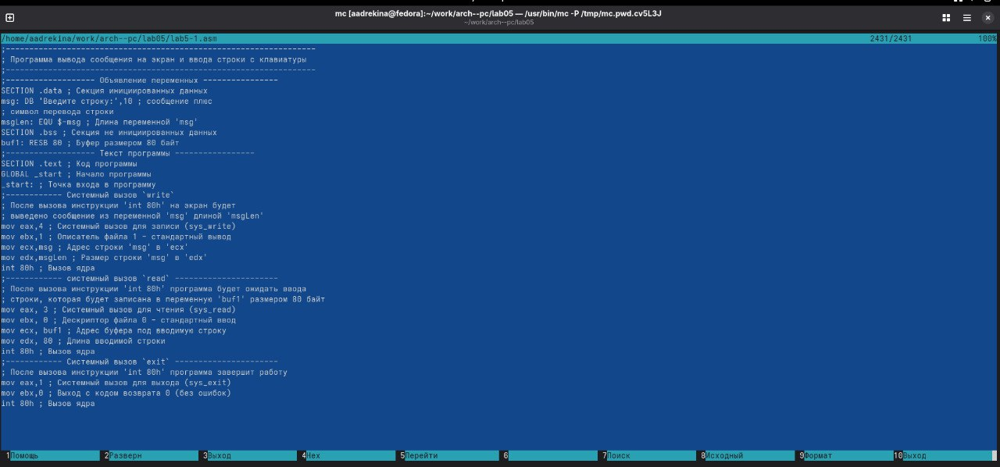 mc [aadrekina@fedora]:~/work/arch--pc/lab05 — /usr/bin/mc -P /tmp/mc.pwd.cv5L3J
~/work/arch--pc/lab05
/home/aadrekina/work/arch--pc/lab05/lab5-1.asm 2431/2431 100%
;------------------------------------------------------------------
; Программа вывода сообщения на экран и ввода строки с клавиатуры
;------------------------------------------------------------------
;------------------- Объявление переменных ----------------
SECTION .data ; Секция инициированных данных
msg: DB 'Введите строку:',10 ; сообщение плюс
; символ перевода строки
msgLen: EQU $-msg ; Длина переменной 'msg'
SECTION .bss ; Секция не инициированных данных
buf1: RESB 80 ; Буфер размером 80 байт
;------------------- Текст программы -----------------
SECTION .text ; Код программы
GLOBAL _start ; Начало программы
_start: ; Точка входа в программу
;------------ Системный вызов `write`
; После вызова инструкции 'int 80h' на экран будет
; выведено сообщение из переменной 'msg' длиной 'msgLen'
mov eax,4 ; Системный вызов для записи (sys_write)
mov ebx,1 ; Описатель файла 1 - стандартный вывод
mov ecx,msg ; Адрес строки 'msg' в 'ecx'
mov edx,msgLen ; Размер строки 'msg' в 'edx'
int 80h ; Вызов ядра
;------------ системный вызов `read` ----------------------
; После вызова инструкции 'int 80h' программа будет ожидать ввода
; строки, которая будет записана в переменную 'buf1' размером 80 байт
mov eax, 3 ; Системный вызов для чтения (sys_read)
mov ebx, 0 ; Дескриптор файла 0 - стандартный ввод
mov ecx, buf1 ; Адрес буфера под вводимую строку
mov edx, 80 ; Длина вводимой строки
int 80h ; Вызов ядра
;------------ Системный вызов `exit` ----------------------
; После вызова инструкции 'int 80h' программа завершит работу
mov eax,1 ; Системный вызов для выхода (sys_exit)
mov ebx,0 ; Выход с кодом возврата 0 (без ошибок)
int 80h ; Вызов ядра
1Помощь 2Разверн 3Выход 4Hex 5Перейти 6 7Поиск 8Исходный 9Формат 10Выход